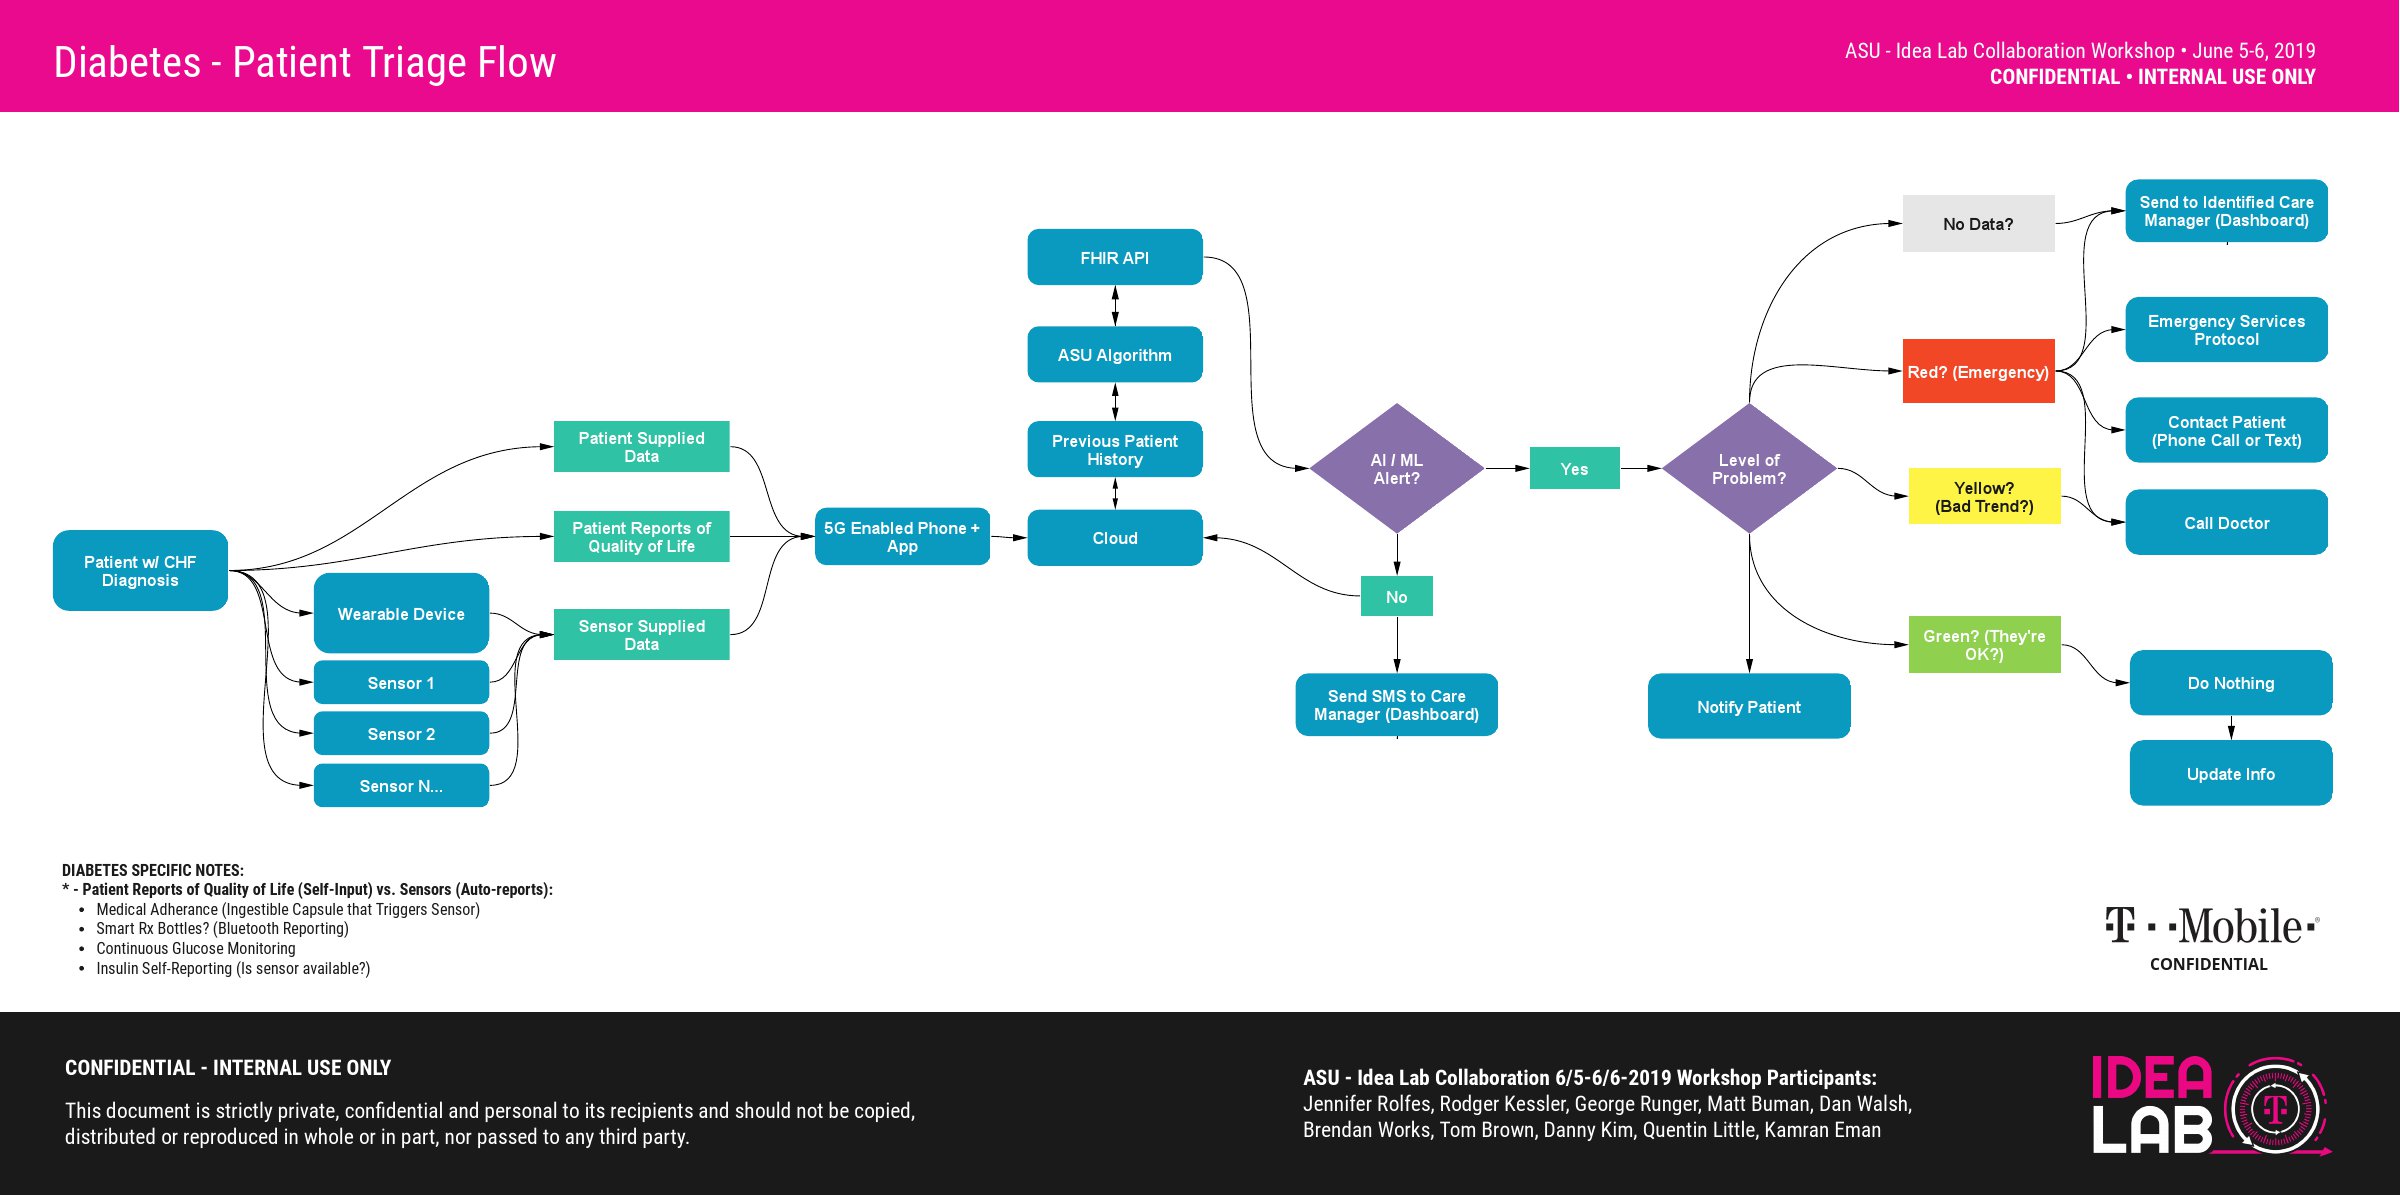 Diabetes - Patient Triage Flow
ASU - Idea Lab Collaboration Workshop • June 5-6, 2019
CONFIDENTIAL • INTERNAL USE ONLY
Patient w/ CHF
Diagnosis
Wearable Device
Sensor 1
Sensor 2
Sensor N...
Patient Supplied
Data
Patient Reports of
Quality of Life
Sensor Supplied
Data
5G Enabled Phone +
App
FHIR API
ASU Algorithm
Previous Patient
History
Cloud
AI / ML
Alert?
Yes
No
Send SMS to Care
Manager (Dashboard)
Level of
Problem?
Notify Patient
No Data?
Red? (Emergency)
Yellow?
(Bad Trend?)
Green? (They're
OK?)
Send to Identified Care
Manager (Dashboard)
Emergency Services
Protocol
Contact Patient
(Phone Call or Text)
Call Doctor
Do Nothing
Update Info
DIABETES SPECIFIC NOTES:
* - Patient Reports of Quality of Life (Self-Input) vs. Sensors (Auto-reports):
• Medical Adherance (Ingestible Capsule that Triggers Sensor)
• Smart Rx Bottles? (Bluetooth Reporting)
• Continuous Glucose Monitoring
• Insulin Self-Reporting (Is sensor available?)
T · · Mobile · ®
CONFIDENTIAL
CONFIDENTIAL - INTERNAL USE ONLY
This document is strictly private, confidential and personal to its recipients and should not be copied,
distributed or reproduced in whole or in part, nor passed to any third party.
ASU - Idea Lab Collaboration 6/5-6/6-2019 Workshop Participants:
Jennifer Rolfes, Rodger Kessler, George Runger, Matt Buman, Dan Walsh,
Brendan Works, Tom Brown, Danny Kim, Quentin Little, Kamran Eman
IDEA
LAB
T